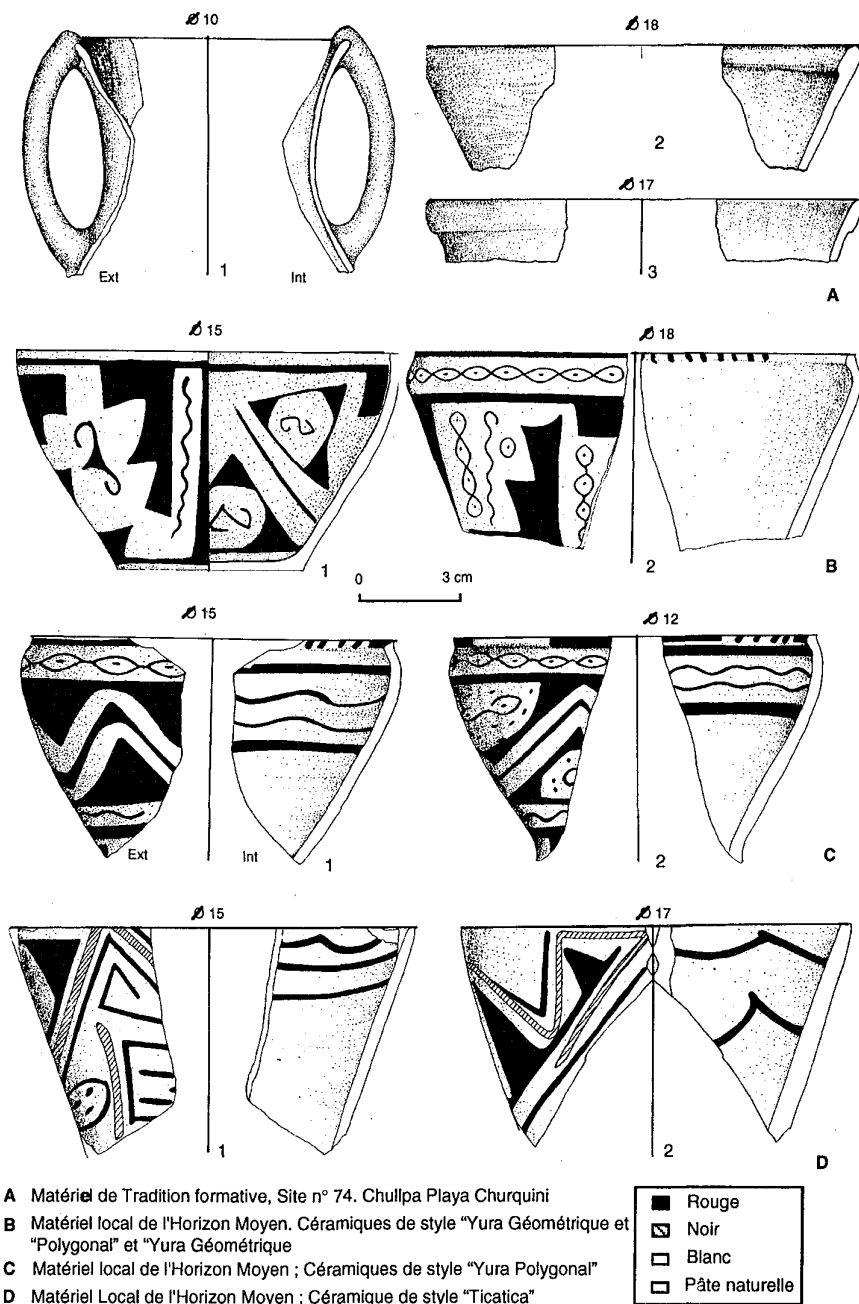 Ø 10
Ø 18
2
Ø 17
Ext
1
Int
3
A
Ø 15
Ø 18
1
2
B
0 3 cm
Ø 15
Ø 12
Ext
Int
1
2
C
Ø 15
Ø 17
1
2
D
A Matériel de Tradition formative, Site n° 74. Chullpa Playa Churquini
B Matériel local de l'Horizon Moyen. Céramiques de style "Yura Géométrique et
"Polygonal" et "Yura Géométrique
C Matériel local de l'Horizon Moyen ; Céramiques de style "Yura Polygonal"
D Matériel Local de l'Horizon Moyen ; Céramique de style "Ticatica"
Rouge
Noir
Blanc
Pâte naturelle